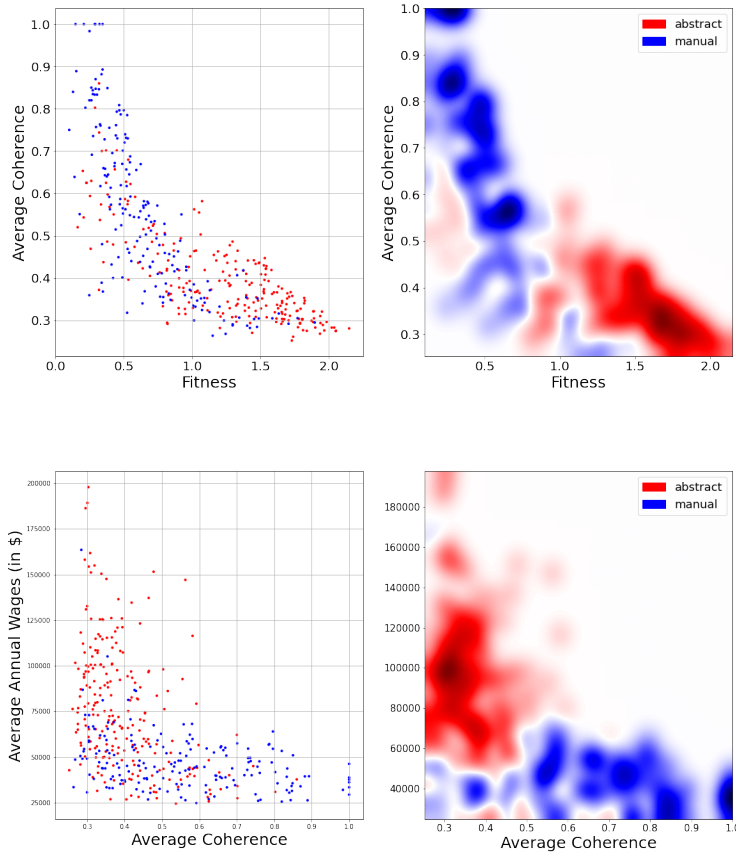 1.0
0.9
0.8
0.7
0.6
0.5
0.4
0.3
Average Coherence
0.0 0.5 1.0 1.5 2.0
Fitness
abstract
manual
1.0
0.9
0.8
0.7
0.6
0.5
0.4
0.3
Average Coherence
0.5 1.0 1.5 2.0
Fitness
200000
175000
150000
125000
100000
75000
50000
25000
Average Annual Wages (in $)
0.3 0.4 0.5 0.6 0.7 0.8 0.9 1.0
Average Coherence
abstract
manual
180000
160000
140000
120000
100000
80000
60000
40000
0.3 0.4 0.5 0.6 0.7 0.8 0.9 1.0
Average Coherence